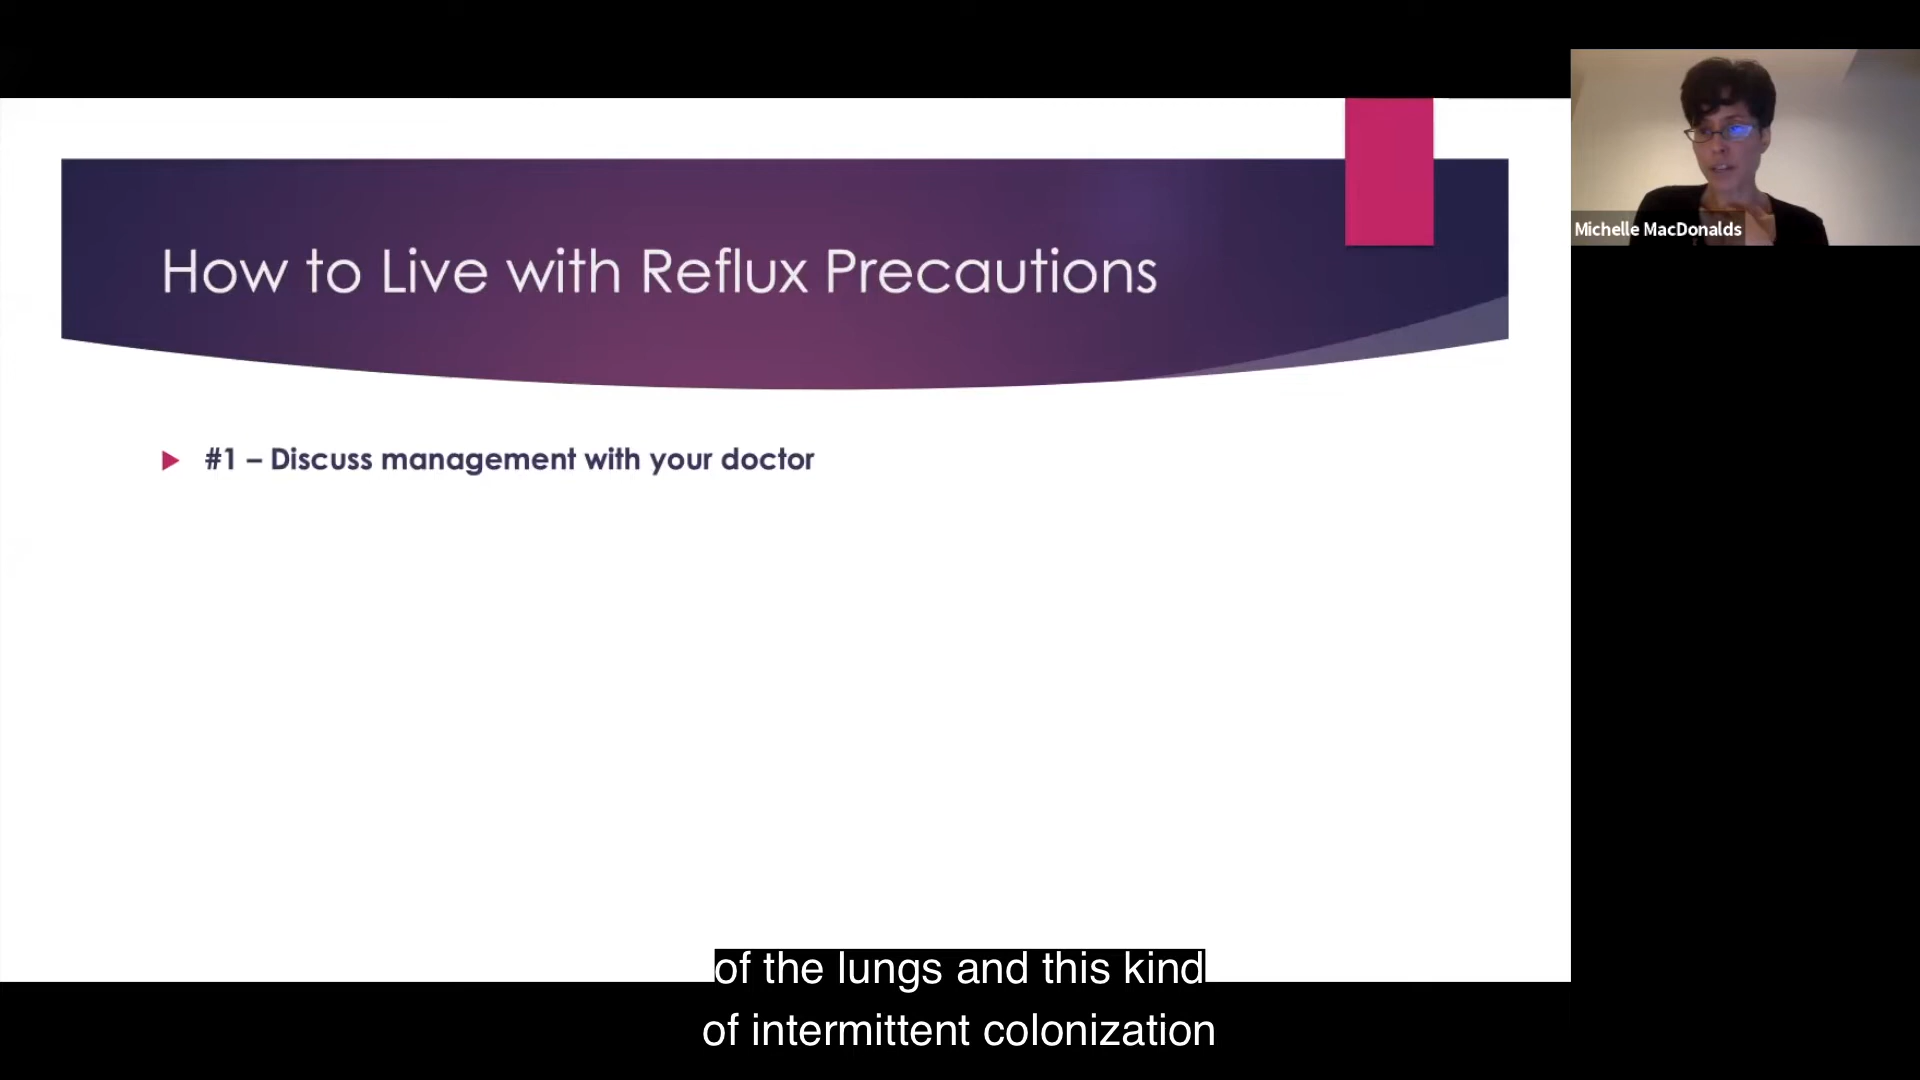 How to Live with Reflux Precautions
#1 – Discuss management with your doctor
Michelle MacDonalds
of the lungs and this kind
of intermittent colonization